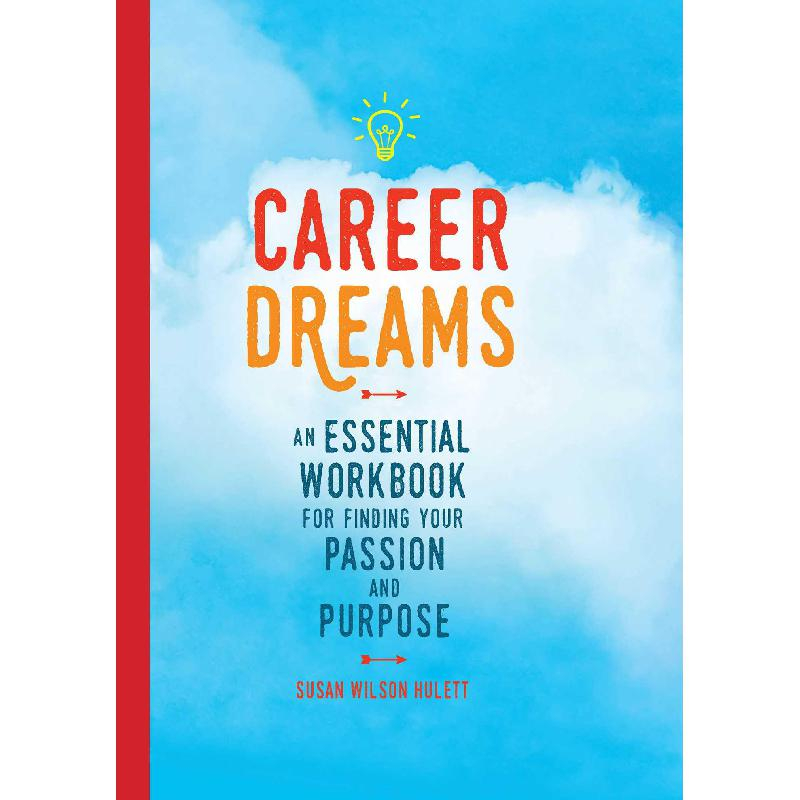 CAREER
DREAMS
AN ESSENTIAL
WORKBOOK
FOR FINDING YOUR
PASSION
AND
PURPOSE
SUSAN WILSON HULETT